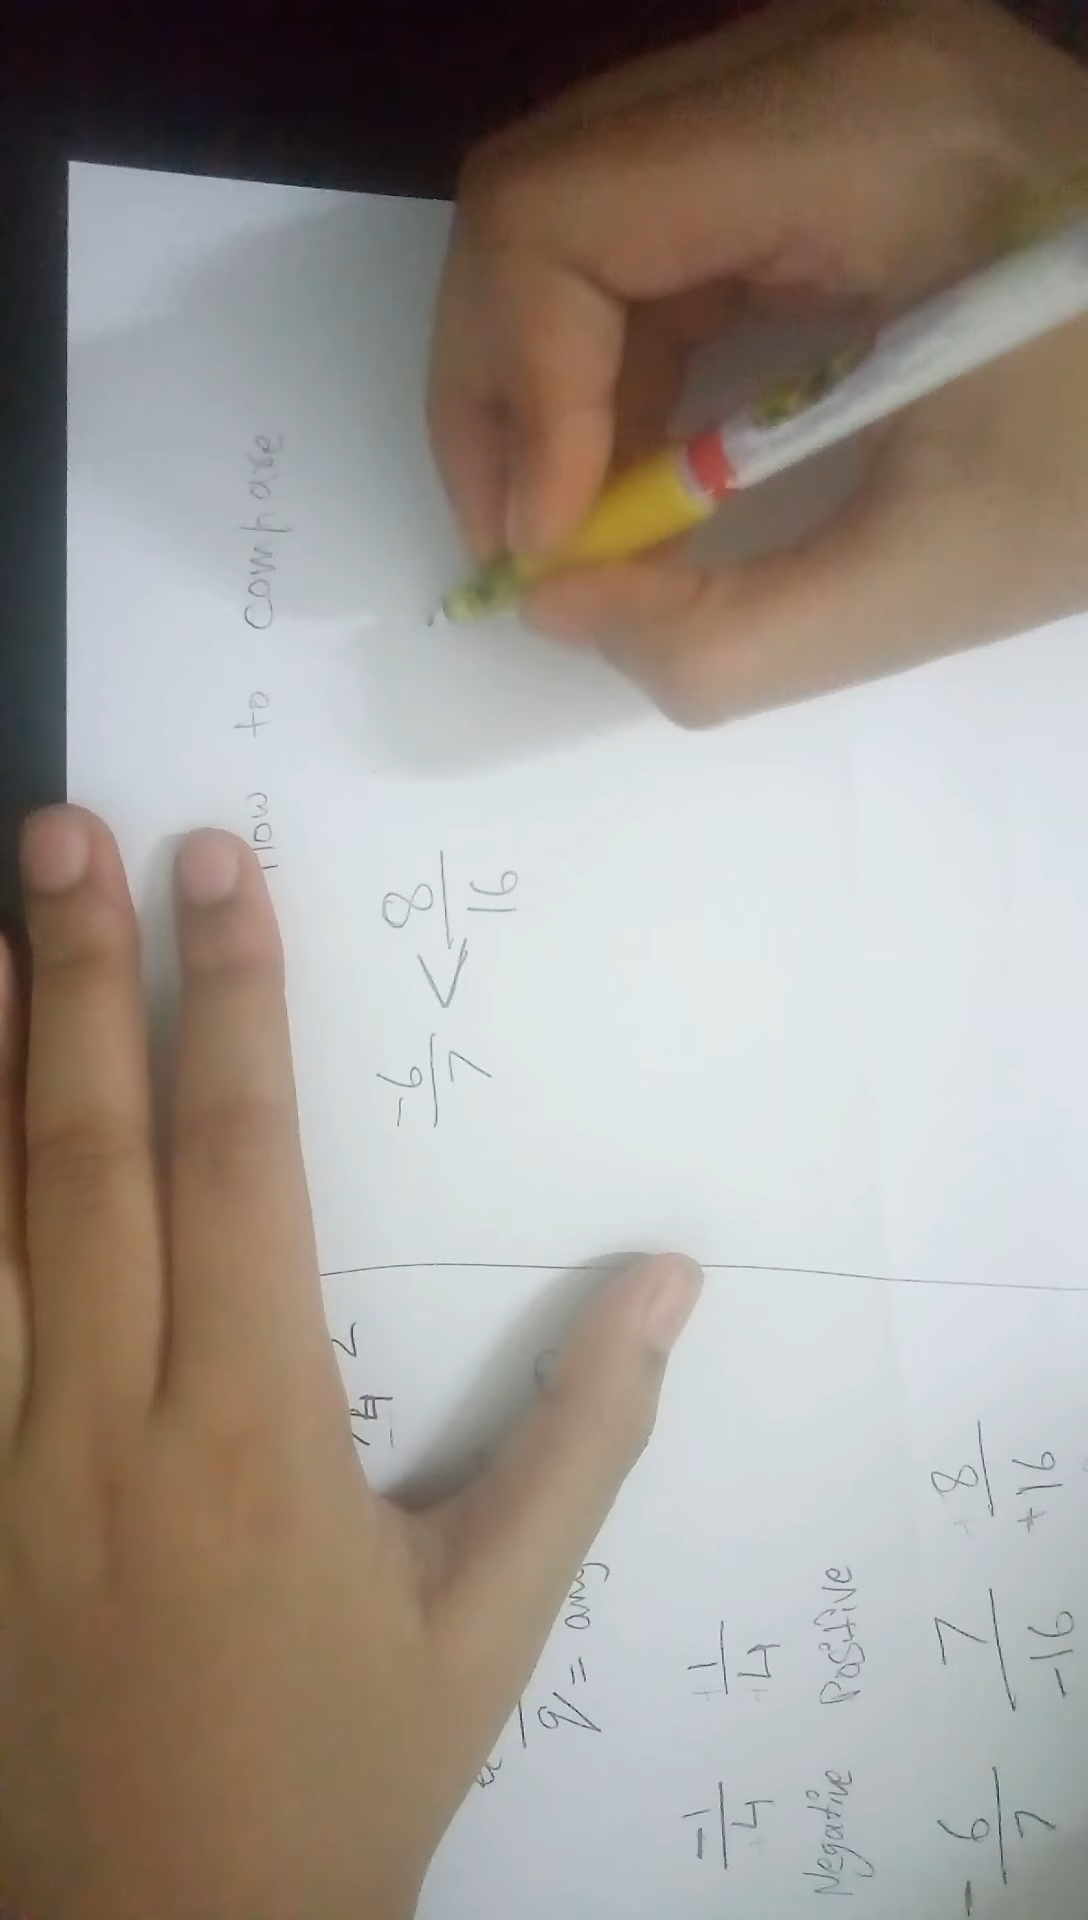 How to compare
-6/7 < 8/16
q = any
-1/4 +1/+4
Negative Positive
-6/7 7/-16 +8/+16